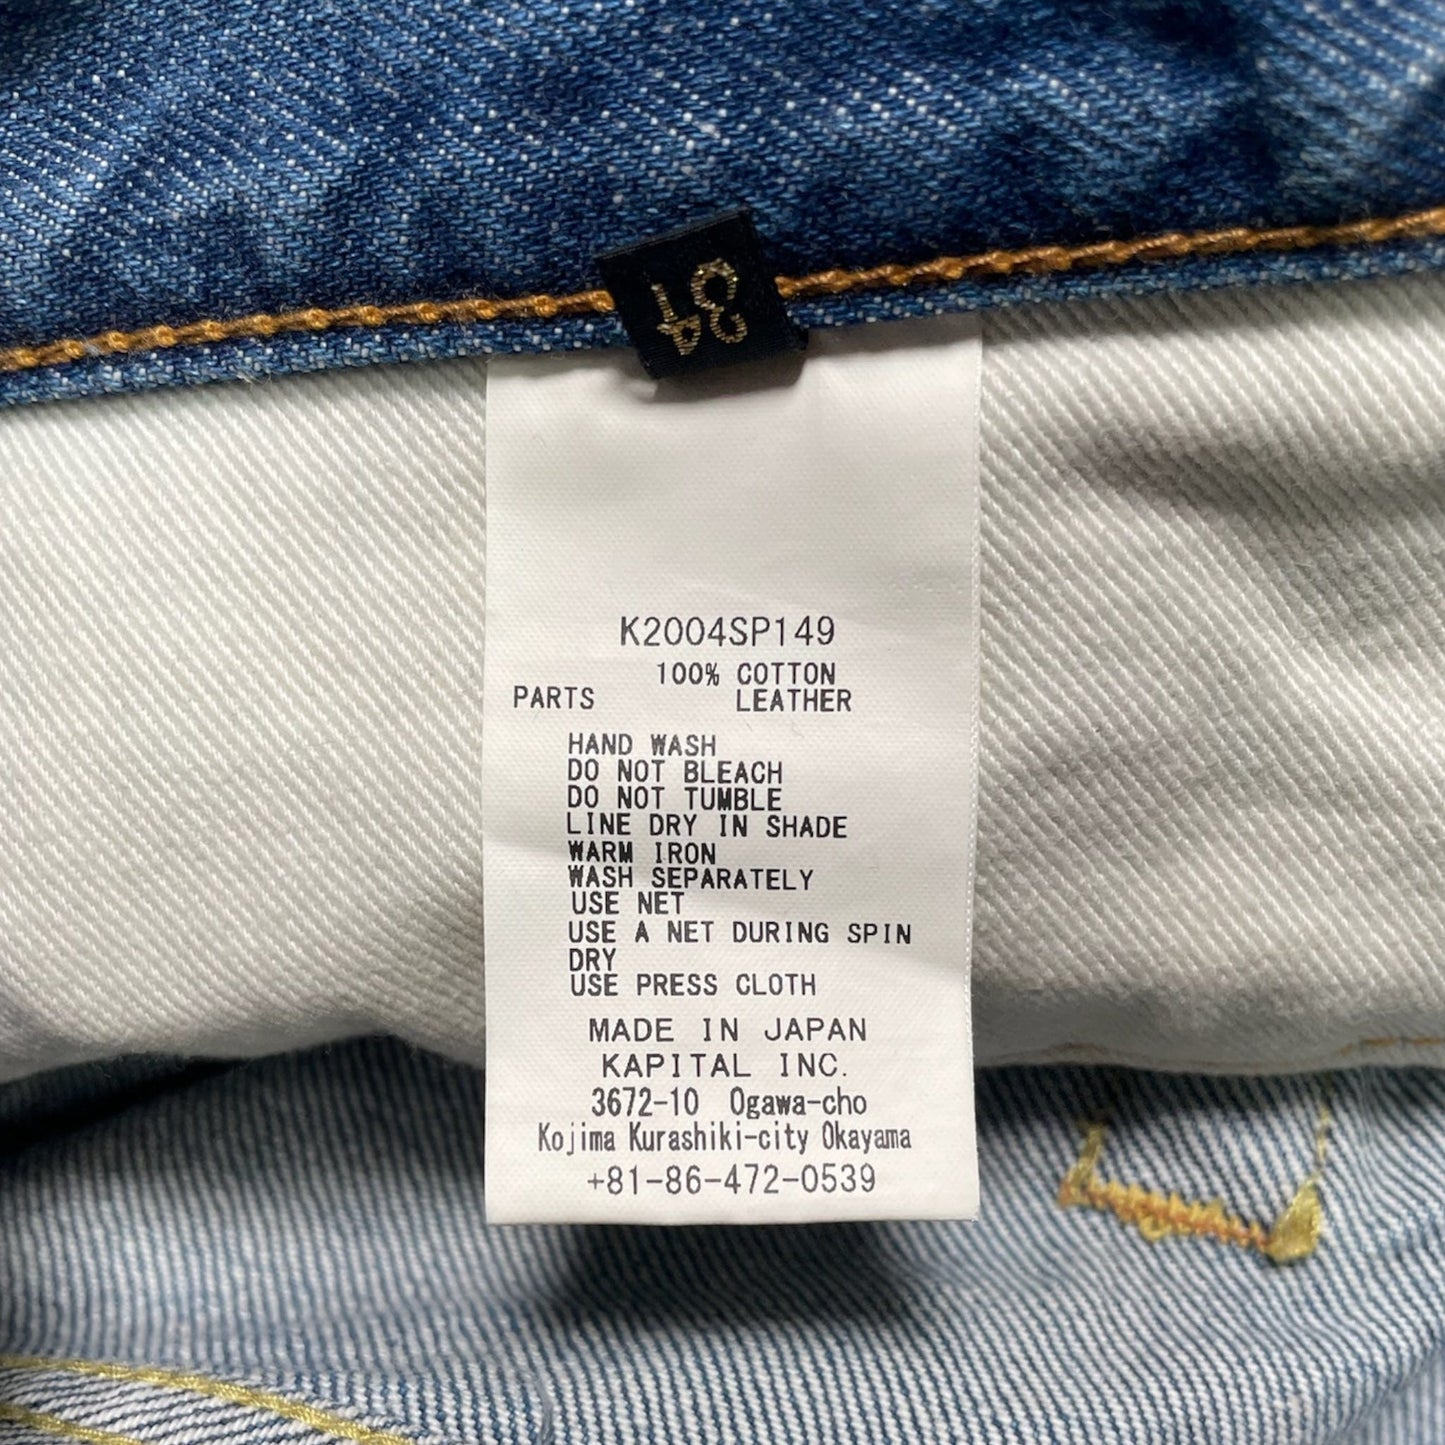 34
K2004SP149
100% COTTON
PARTS LEATHER
HAND WASH
DO NOT BLEACH
DO NOT TUMBLE
LINE DRY IN SHADE
WARM IRON
WASH SEPARATELY
USE NET
USE A NET DURING SPIN
DRY
USE PRESS CLOTH
MADE IN JAPAN
KAPITAL INC.
3672-10 Ogawa-cho
Kojima Kurashiki-city Okayama
+81-86-472-0539